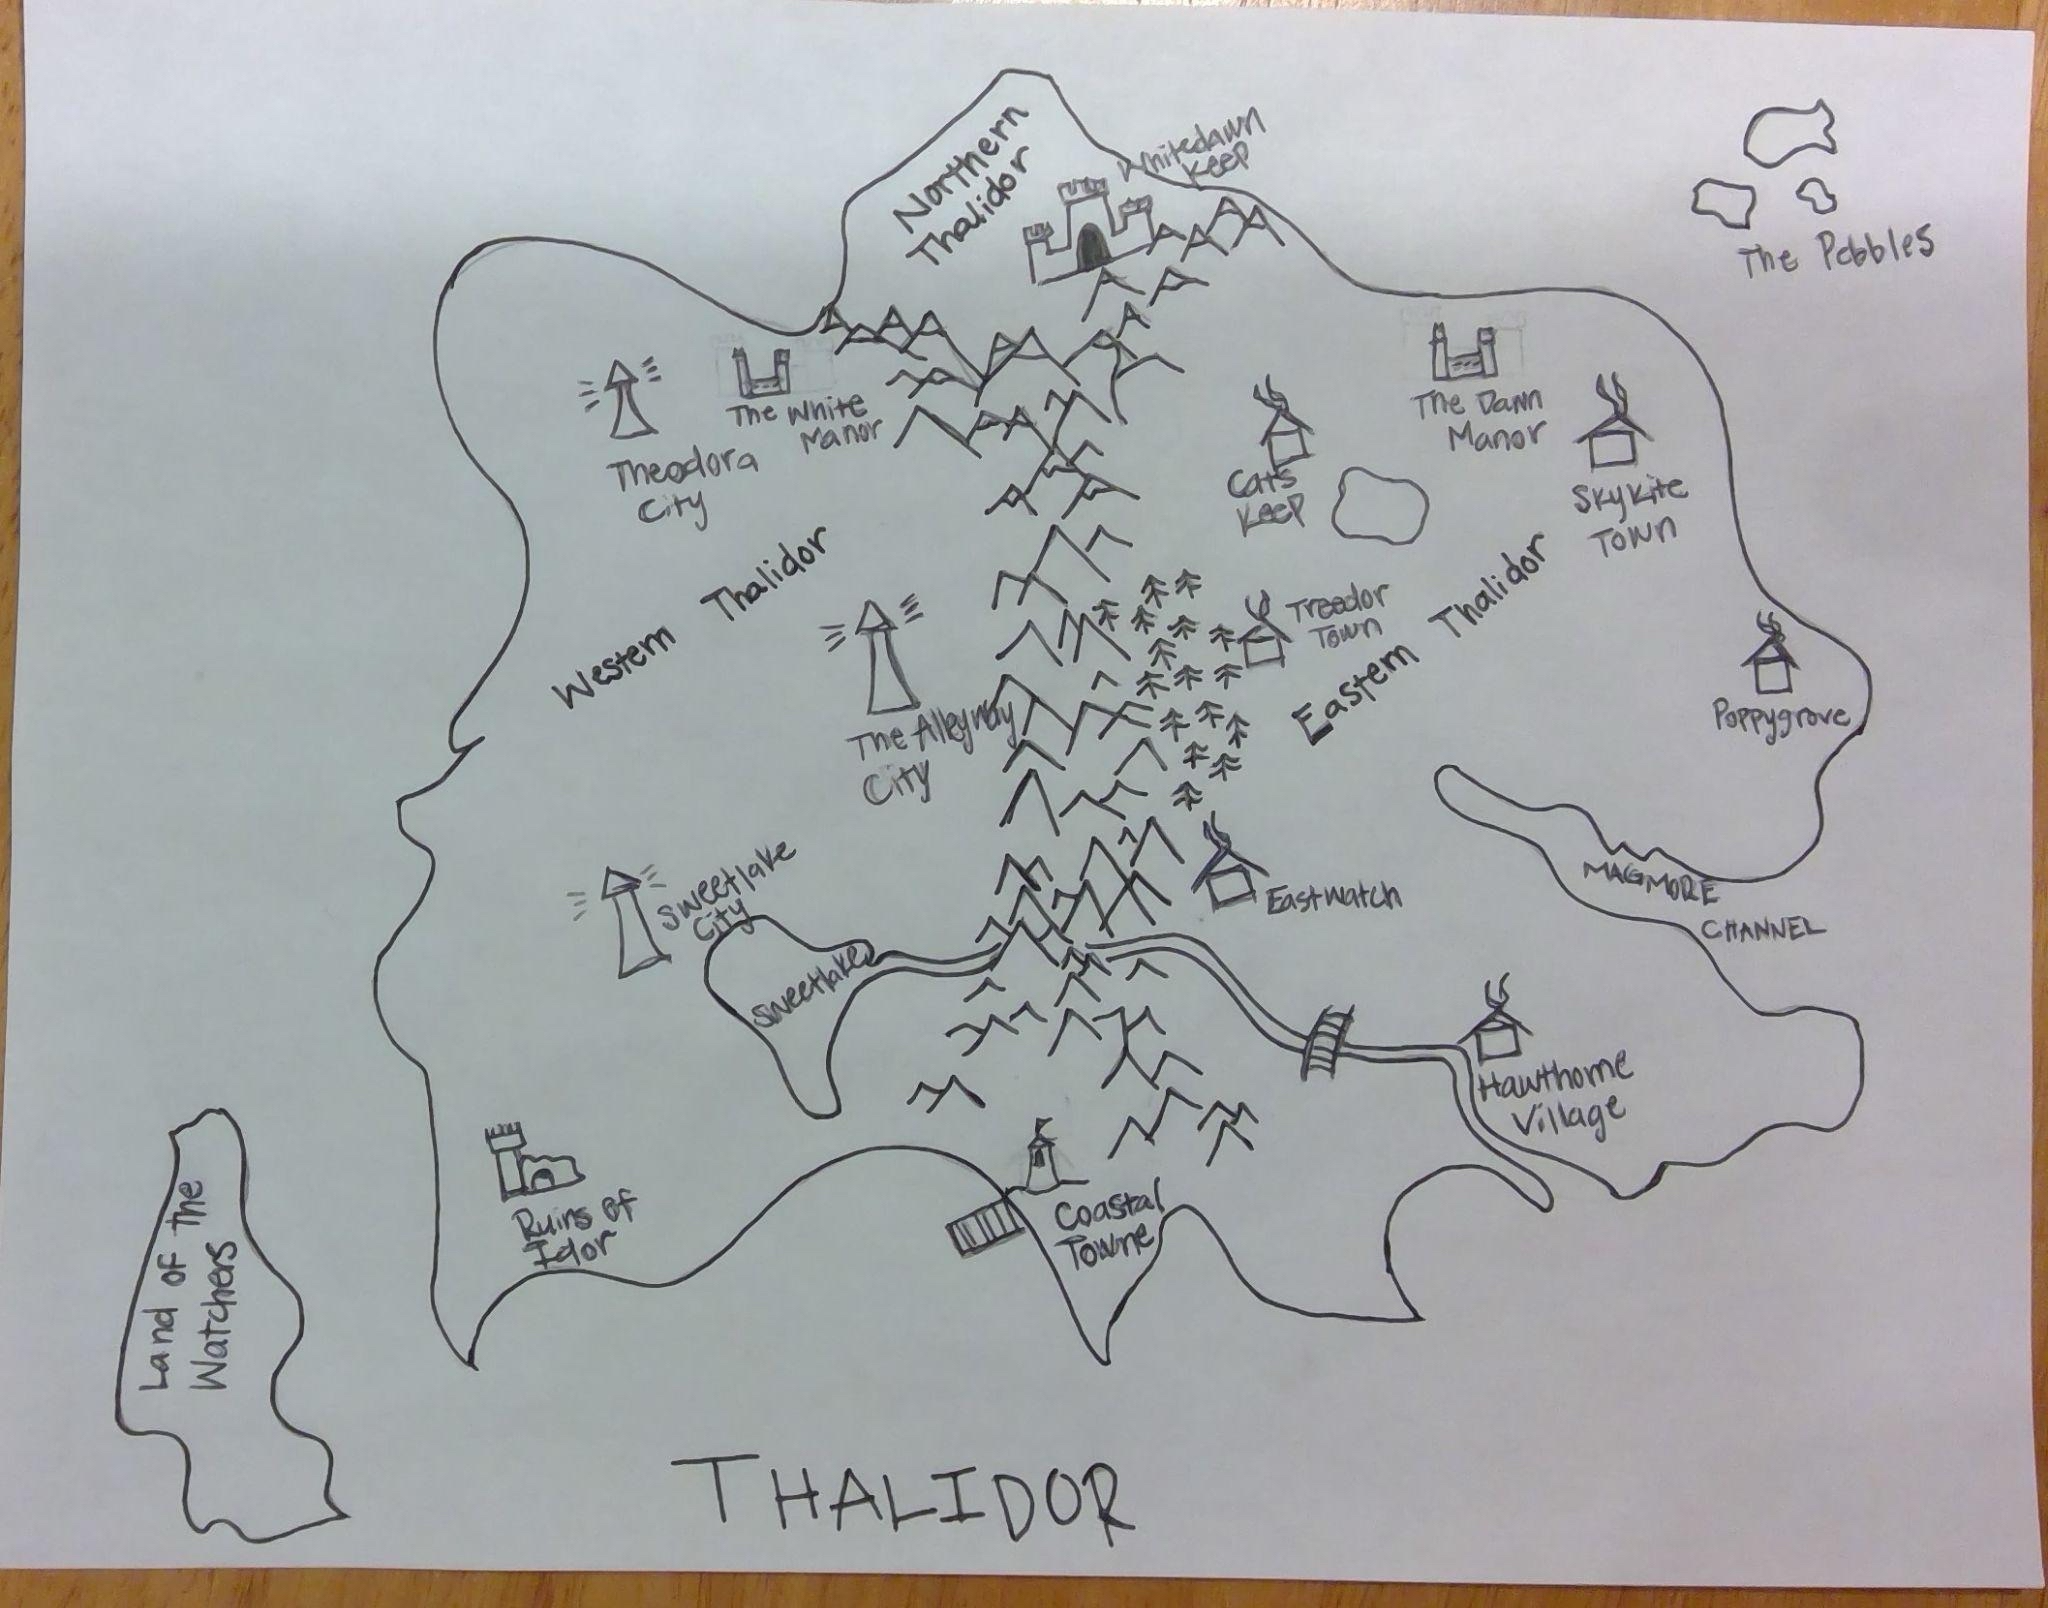 Northern
Thalidor
Whitedawn
Keep
The Pebbles
The White
Manor
Theodora
City
The Dawn
Manor
Cats
Keep
Skykite
Town
Western Thalidor
Treedor
Town
Eastern Thalidor
The Alleyway
City
Poppygrove
Sweetlake
City
Eastwatch
MAGMORE
CHANNEL
Sweetlake
Hawthorne
Village
Ruins of
Idor
Coastal
Towne
Land of The
Watchers
THALIDOR